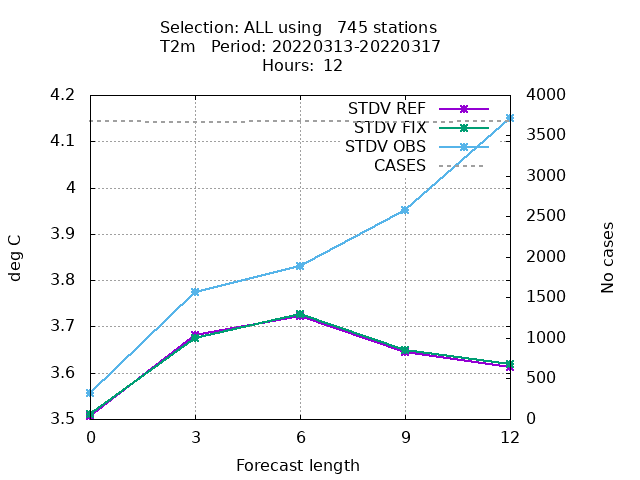 Selection: ALL using   745 stations
T2m   Period: 20220313-20220317
Hours:  12
4.2
4.1
4
3.9
3.8
3.7
3.6
3.5
deg C
STDV REF
STDV FIX
STDV OBS
CASES
4000
3500
3000
2500
2000
1500
1000
500
0
No cases
0 3 6 9 12
Forecast length